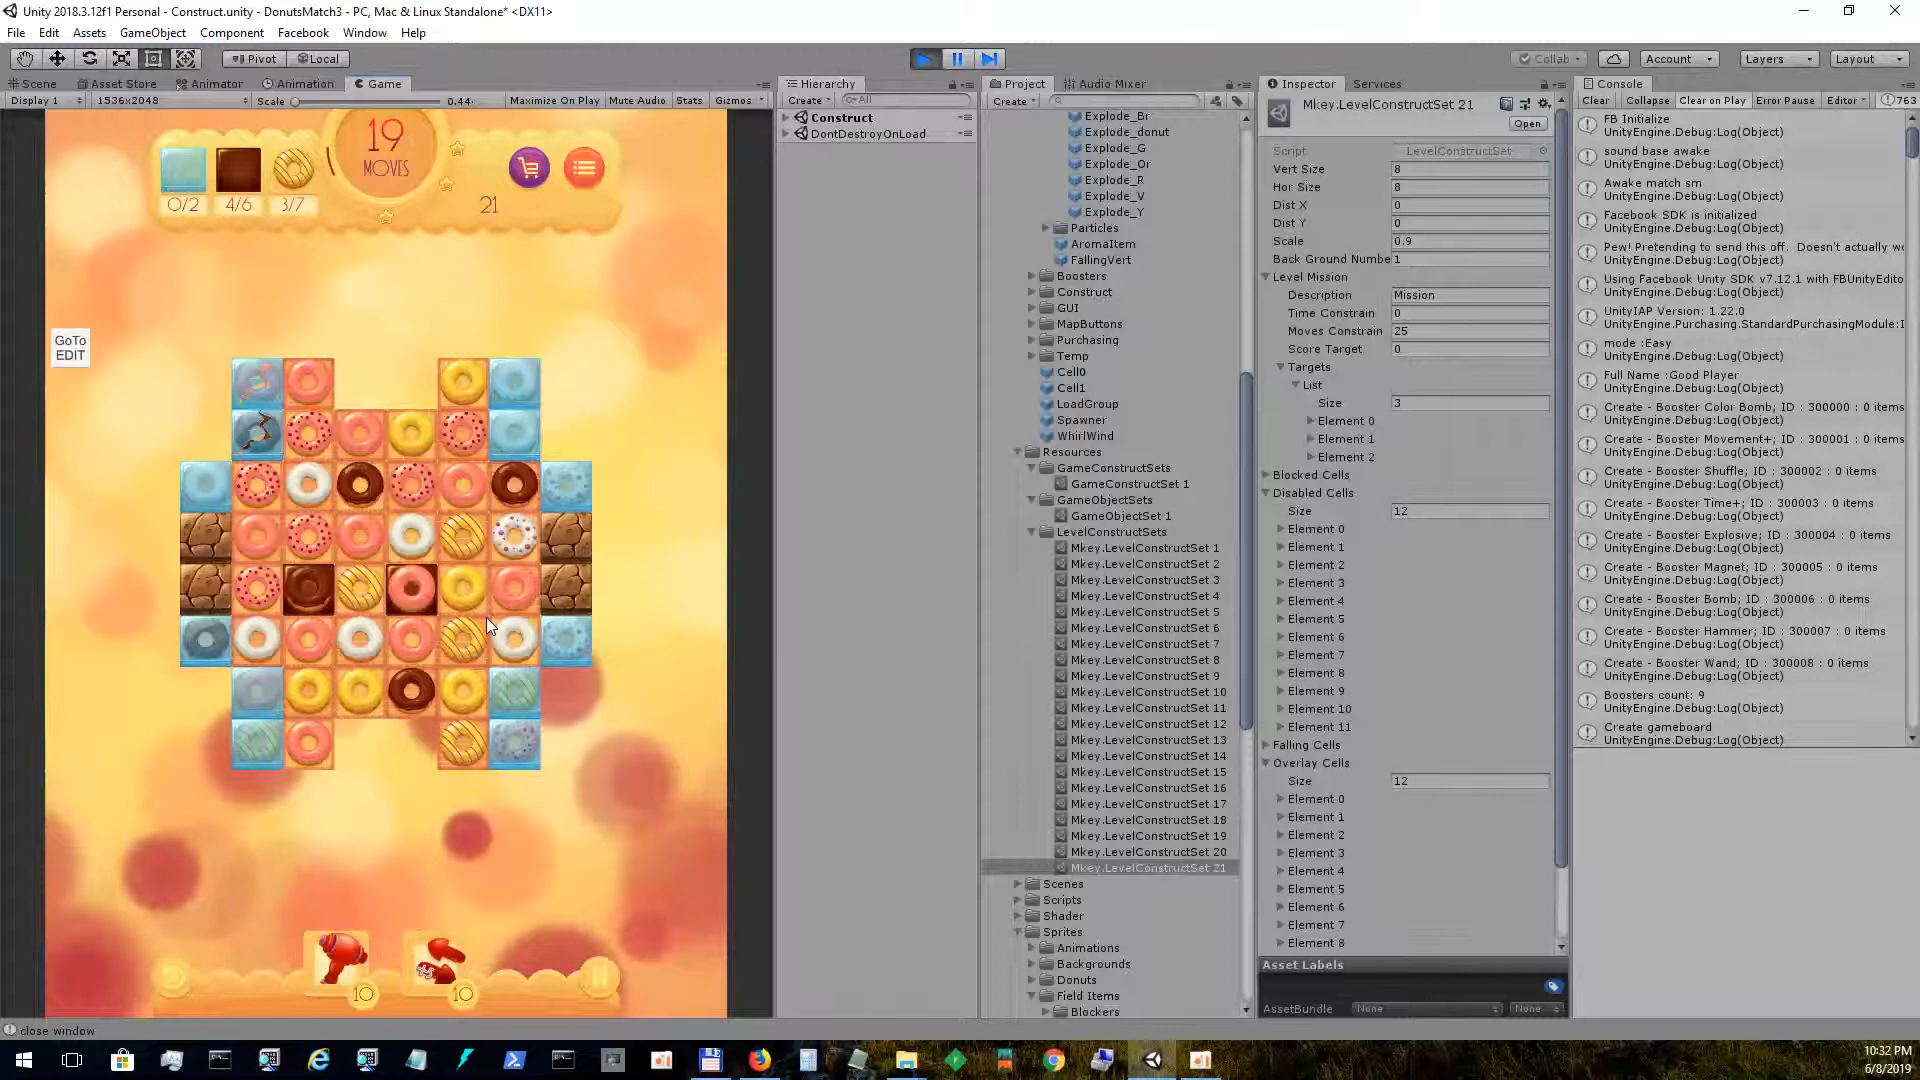 Unity 2018.3.12f1 Personal - Construct.unity - DonutsMatch3 - PC, Mac & Linux Standalone* <DX11>
File Edit Assets GameObject Component Facebook Window Help
Pivot Local Collab Account Layers Layout
Scene Asset Store Animator Animation Game
Display 1 1536x2048 Scale 0.44 Maximize On Play Mute Audio Stats Gizmos
19
MOVES
0/2 4/6 3/7
21
GoTo
EDIT
10 10
Hierarchy
Create All
Construct
DontDestroyOnLoad
Project Audio Mixer
Create
Explode_Br
Explode_donut
Explode_G
Explode_Or
Explode_R
Explode_V
Explode_Y
Particles
AromaItem
FallingVert
Boosters
Construct
GUI
MapButtons
Purchasing
Temp
Cell0
Cell1
LoadGroup
Spawner
WhirlWind
Resources
GameConstructSets
GameConstructSet 1
GameObjectSets
GameObjectSet 1
LevelConstructSets
Mkey.LevelConstructSet 1
Mkey.LevelConstructSet 2
Mkey.LevelConstructSet 3
Mkey.LevelConstructSet 4
Mkey.LevelConstructSet 5
Mkey.LevelConstructSet 6
Mkey.LevelConstructSet 7
Mkey.LevelConstructSet 8
Mkey.LevelConstructSet 9
Mkey.LevelConstructSet 10
Mkey.LevelConstructSet 11
Mkey.LevelConstructSet 12
Mkey.LevelConstructSet 13
Mkey.LevelConstructSet 14
Mkey.LevelConstructSet 15
Mkey.LevelConstructSet 16
Mkey.LevelConstructSet 17
Mkey.LevelConstructSet 18
Mkey.LevelConstructSet 19
Mkey.LevelConstructSet 20
Mkey.LevelConstructSet 21
Scenes
Scripts
Shader
Sprites
Animations
Backgrounds
Donuts
Field Items
Blockers
Inspector Services
Mkey.LevelConstructSet 21
Open
Script LevelConstructSet
Vert Size 8
Hor Size 8
Dist X 0
Dist Y 0
Scale 0.9
Back Ground Numbe 1
Level Mission
Description Mission
Time Constrain 0
Moves Constrain 25
Score Target 0
Targets
List
Size 3
Element 0
Element 1
Element 2
Blocked Cells
Disabled Cells
Size 12
Element 0
Element 1
Element 2
Element 3
Element 4
Element 5
Element 6
Element 7
Element 8
Element 9
Element 10
Element 11
Falling Cells
Overlay Cells
Size 12
Element 0
Element 1
Element 2
Element 3
Element 4
Element 5
Element 6
Element 7
Element 8
Asset Labels
AssetBundle None None
Console
Clear Collapse Clear on Play Error Pause Editor 763
FB Initialize
UnityEngine.Debug:Log(Object)
sound base awake
UnityEngine.Debug:Log(Object)
Awake match sm
UnityEngine.Debug:Log(Object)
Facebook SDK is initialized
UnityEngine.Debug:Log(Object)
Pew! Pretending to send this off. Doesn't actually wo
UnityEngine.Debug:Log(Object)
Using Facebook Unity SDK v7.12.1 with FBUnityEdito
UnityEngine.Debug:Log(Object)
UnityIAP Version: 1.22.0
UnityEngine.Purchasing.StandardPurchasingModule:I
mode :Easy
UnityEngine.Debug:Log(Object)
Full Name :Good Player
UnityEngine.Debug:Log(Object)
Create - Booster Color Bomb; ID : 300000 : 0 items
UnityEngine.Debug:Log(Object)
Create - Booster Movement+; ID : 300001 : 0 items
UnityEngine.Debug:Log(Object)
Create - Booster Shuffle; ID : 300002 : 0 items
UnityEngine.Debug:Log(Object)
Create - Booster Time+; ID : 300003 : 0 items
UnityEngine.Debug:Log(Object)
Create - Booster Explosive; ID : 300004 : 0 items
UnityEngine.Debug:Log(Object)
Create - Booster Magnet; ID : 300005 : 0 items
UnityEngine.Debug:Log(Object)
Create - Booster Bomb; ID : 300006 : 0 items
UnityEngine.Debug:Log(Object)
Create - Booster Hammer; ID : 300007 : 0 items
UnityEngine.Debug:Log(Object)
Create - Booster Wand; ID : 300008 : 0 items
UnityEngine.Debug:Log(Object)
Boosters count: 9
UnityEngine.Debug:Log(Object)
Create gameboard
UnityEngine.Debug:Log(Object)
close window
10:32 PM
6/8/2019